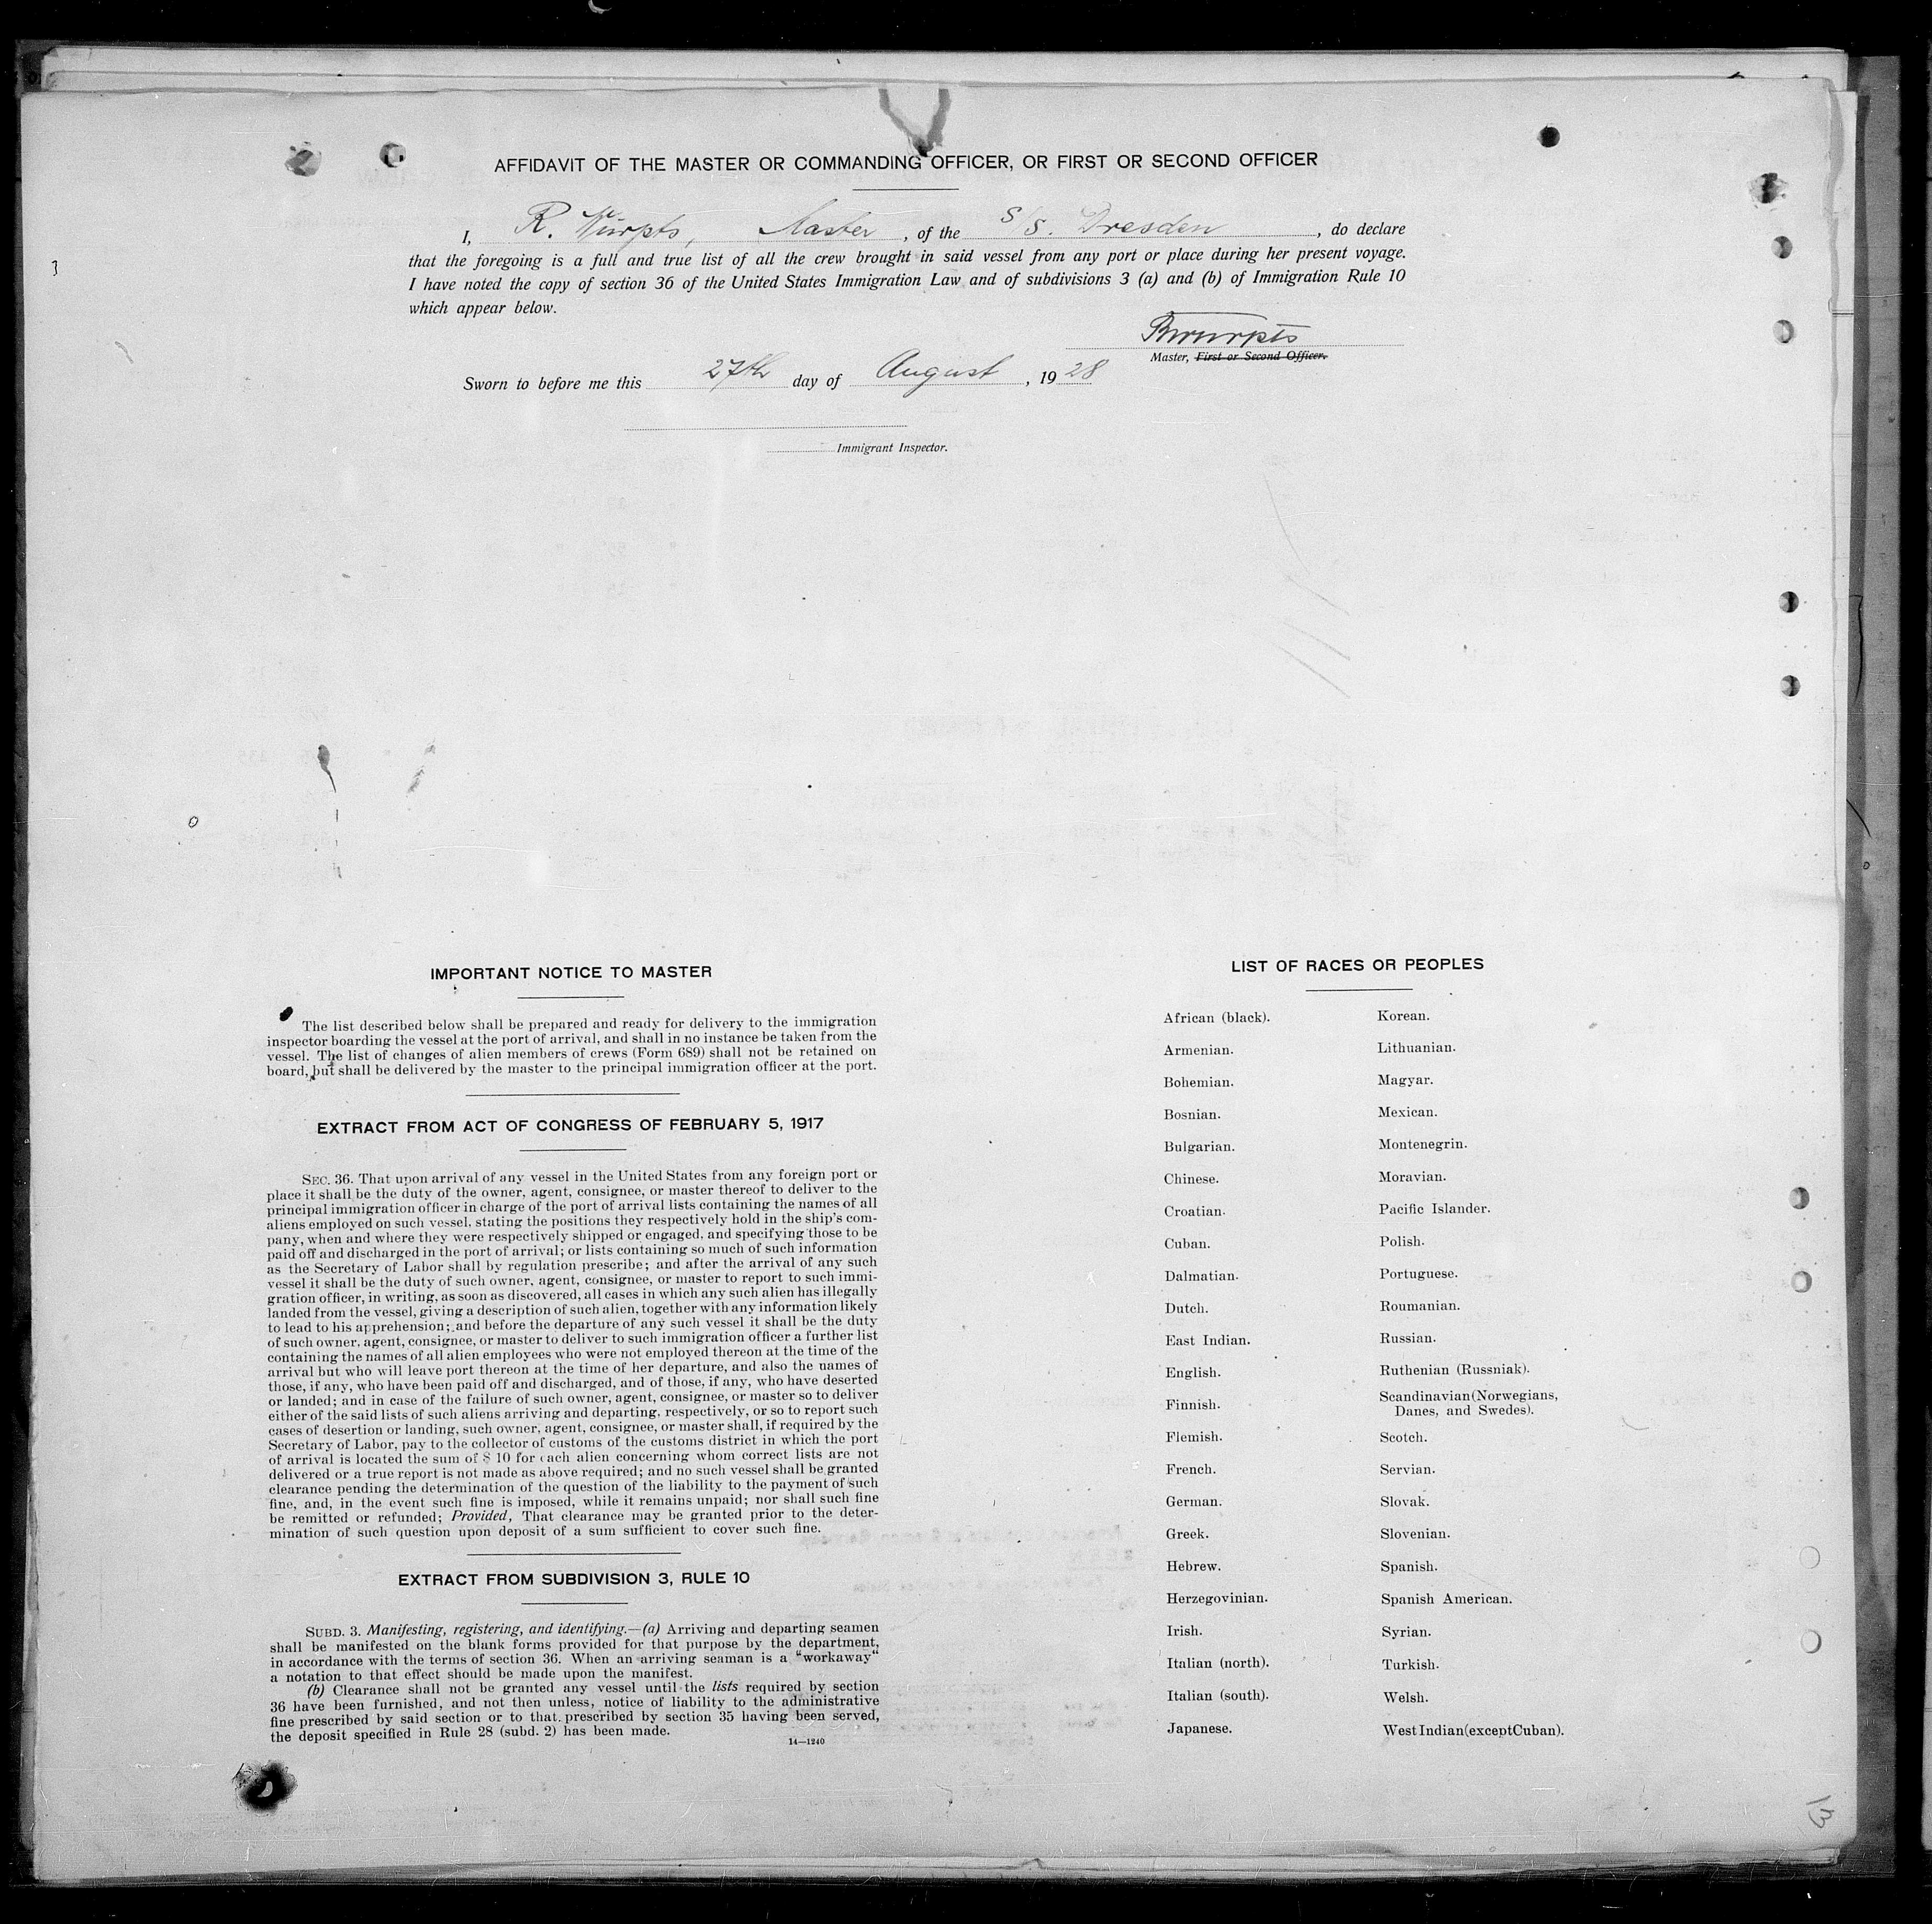 AFFIDAVIT OF THE MASTER OR COMMANDING OFFICER, OR FIRST OR SECOND OFFICER
I, R. Würpts, Master, of the S/S. Dresden, do declare
that the foregoing is a full and true list of all the crew brought in said vessel from any port or place during her present voyage.
I have noted the copy of section 36 of the United States Immigration Law and of subdivisions 3 (a) and (b) of Immigration Rule 10
which appear below.
Master, First or Second Officer.
Sworn to before me this 27th day of August, 1928
Immigrant Inspector.
IMPORTANT NOTICE TO MASTER
The list described below shall be prepared and ready for delivery to the immigration
inspector boarding the vessel at the port of arrival, and shall in no instance be taken from the
vessel. The list of changes of alien members of crews (Form 689) shall not be retained on
board, but shall be delivered by the master to the principal immigration officer at the port.
EXTRACT FROM ACT OF CONGRESS OF FEBRUARY 5, 1917
SEC. 36. That upon arrival of any vessel in the United States from any foreign port or
place it shall be the duty of the owner, agent, consignee, or master thereof to deliver to the
principal immigration officer in charge of the port of arrival lists containing the names of all
aliens employed on such vessel, stating the positions they respectively hold in the ship's com-
pany, when and where they were respectively shipped or engaged, and specifying those to be
paid off and discharged in the port of arrival; or lists containing so much of such information
as the Secretary of Labor shall by regulation prescribe; and after the arrival of any such
vessel it shall be the duty of such owner, agent, consignee, or master to report to such immi-
gration officer, in writing, as soon as discovered, all cases in which any such alien has illegally
landed from the vessel, giving a description of such alien, together with any information likely
to lead to his apprehension; and before the departure of any such vessel it shall be the duty
of such owner, agent, consignee, or master to deliver to such immigration officer a further list
containing the names of all alien employees who were not employed thereon at the time of the
arrival but who will leave port thereon at the time of her departure, and also the names of
those, if any, who have been paid off and discharged, and of those, if any, who have deserted
or landed; and in case of the failure of such owner, agent, consignee, or master so to deliver
either of the said lists of such aliens arriving and departing, respectively, or so to report such
cases of desertion or landing, such owner, agent, consignee, or master shall, if required by the
Secretary of Labor, pay to the collector of customs of the customs district in which the port
of arrival is located the sum of $ 10 for each alien concerning whom correct lists are not
delivered or a true report is not made as above required; and no such vessel shall be granted
clearance pending the determination of the question of the liability to the payment of such
fine, and, in the event such fine is imposed, while it remains unpaid; nor shall such fine
be remitted or refunded; Provided, That clearance may be granted prior to the deter-
mination of such question upon deposit of a sum sufficient to cover such fine.
EXTRACT FROM SUBDIVISION 3, RULE 10
SUBD. 3. Manifesting, registering, and identifying.—(a) Arriving and departing seamen
shall be manifested on the blank forms provided for that purpose by the department,
in accordance with the terms of section 36. When an arriving seaman is a “workaway“
a notation to that effect should be made upon the manifest.
(b) Clearance shall not be granted any vessel until the lists required by section
36 have been furnished, and not then unless, notice of liability to the administrative
fine prescribed by said section or to that prescribed by section 35 having been served,
the deposit specified in Rule 28 (subd. 2) has been made.
14—1240
LIST OF RACES OR PEOPLES
African (black).
Armenian.
Bohemian.
Bosnian.
Bulgarian.
Chinese.
Croatian.
Cuban.
Dalmatian.
Dutch.
East Indian.
English.
Finnish.
Flemish.
French.
German.
Greek.
Hebrew.
Herzegovinian.
Irish.
Italian (north).
Italian (south).
Japanese.
Korean.
Lithuanian.
Magyar.
Mexican.
Montenegrin.
Moravian.
Pacific Islander.
Polish.
Portuguese.
Roumanian.
Russian.
Ruthenian (Russniak).
Scandinavian (Norwegians,
Danes, and Swedes).
Scotch.
Servian.
Slovak.
Slovenian.
Spanish.
Spanish American.
Syrian.
Turkish.
Welsh.
West Indian (except Cuban).
13